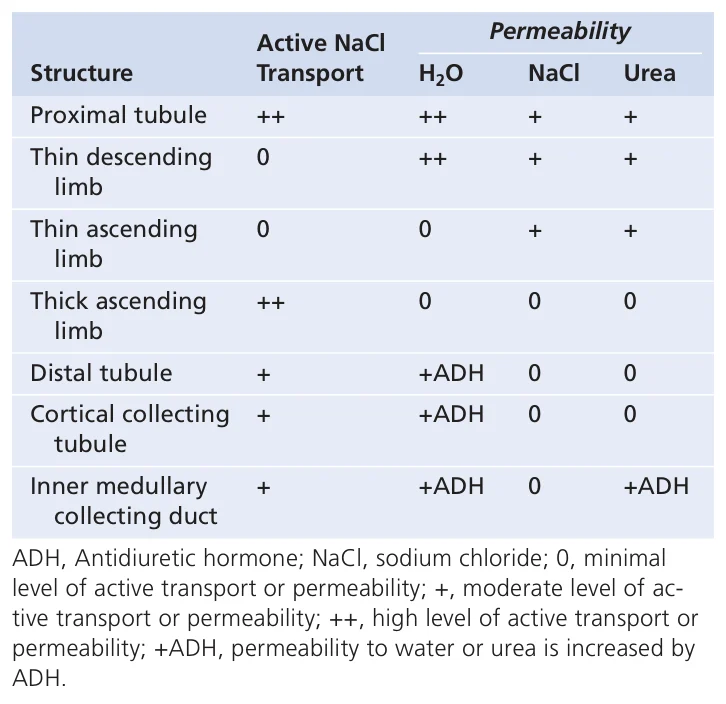 Permeability
Active NaCl
Structure Transport H₂O NaCl Urea
Proximal tubule ++ ++ + +
Thin descending 0 ++ + +
limb
Thin ascending 0 0 + +
limb
Thick ascending ++ 0 0 0
limb
Distal tubule + +ADH 0 0
Cortical collecting + +ADH 0 0
tubule
Inner medullary + +ADH 0 +ADH
collecting duct
ADH, Antidiuretic hormone; NaCl, sodium chloride; 0, minimal
level of active transport or permeability; +, moderate level of ac-
tive transport or permeability; ++, high level of active transport or
permeability; +ADH, permeability to water or urea is increased by
ADH.